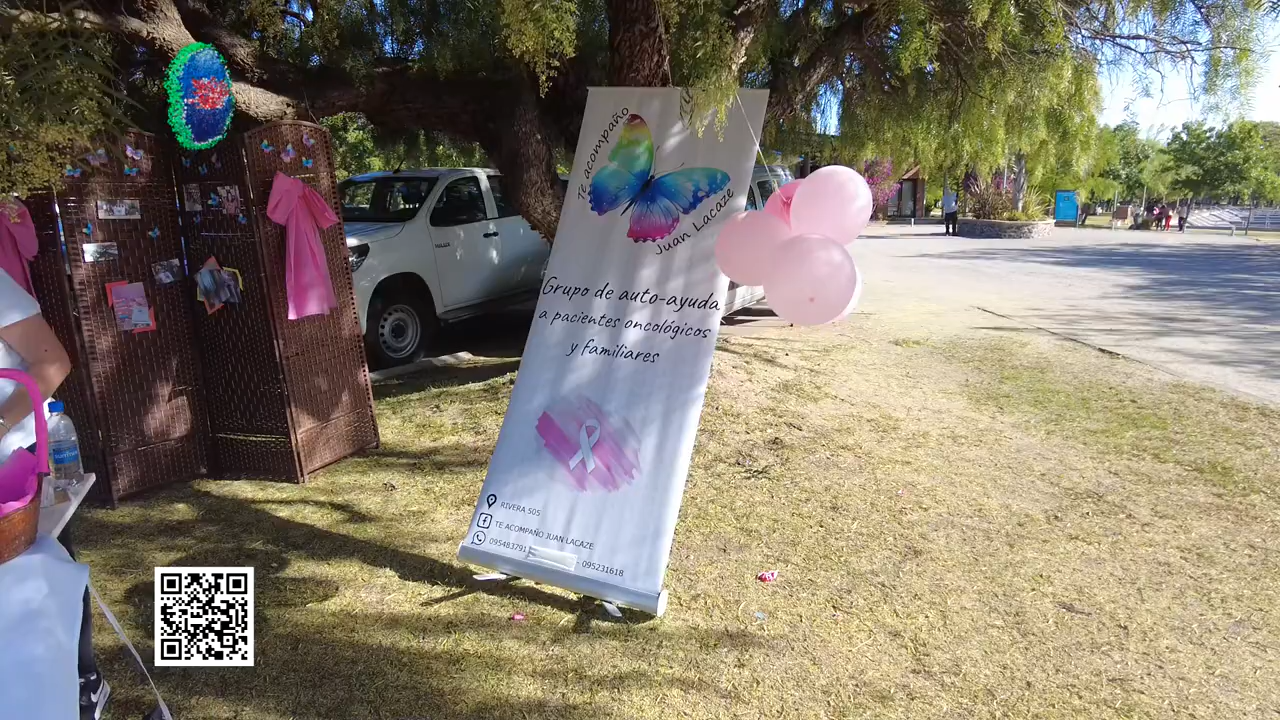 Te acompaño
Juan Lacaze
Grupo de auto-ayuda
a pacientes oncológicos
y familiares
RIVERA 505
TE ACOMPAÑO JUAN LACAZE
095483791 - 095231618
HILUX